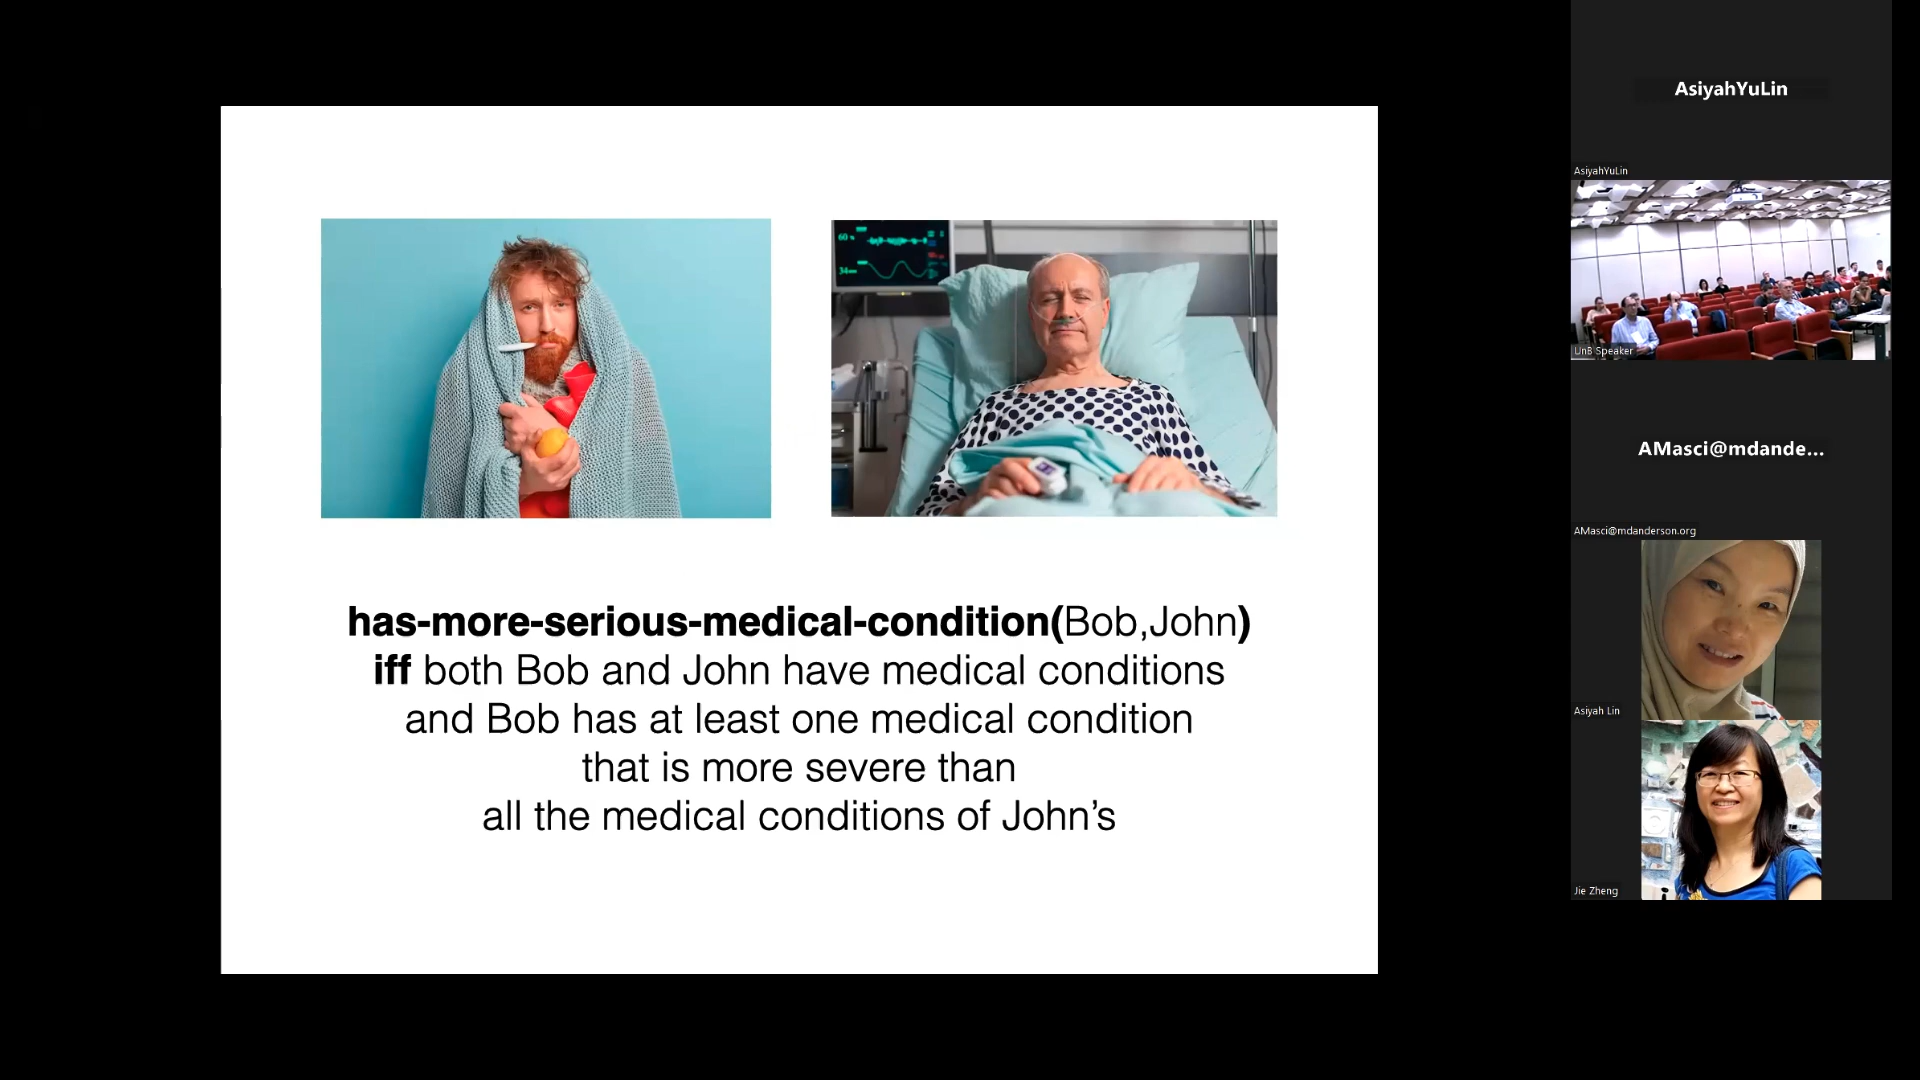 has-more-serious-medical-condition(Bob,John)
iff both Bob and John have medical conditions
and Bob has at least one medical condition
that is more severe than
all the medical conditions of John’s
AsiyahYuLin
AsiyahYuLin
UnB Speaker
AMasci@mdande...
AMasci@mdanderson.org
Asiyah Lin
Jie Zheng
60
34